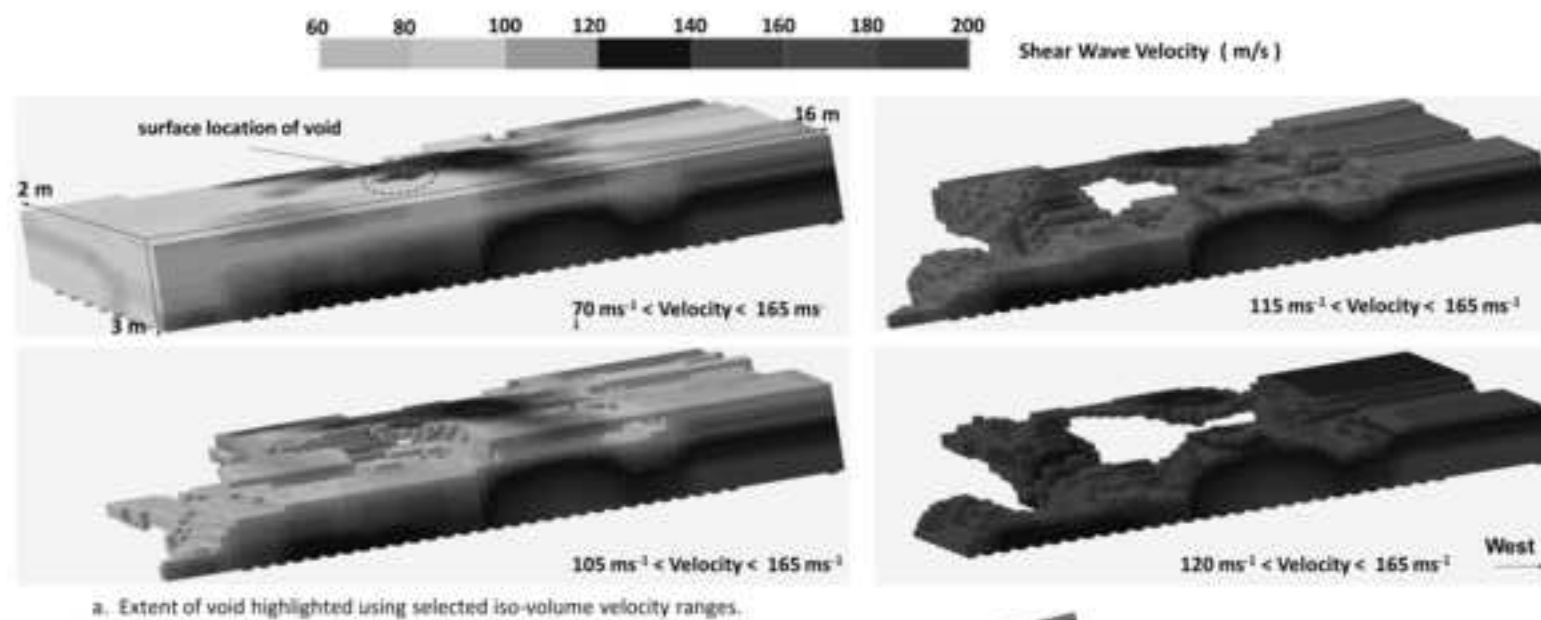 60 80 100 120 140 160 180 200
Shear Wave Velocity ( m/s )
surface location of void
16 m
2 m
3 m
70 ms-1 < Velocity < 165 ms-
1
115 ms-1 < Velocity < 165 ms-1
105 ms-1 < Velocity < 165 ms-1
120 ms-1 < Velocity < 165 ms-1
West
a. Extent of void highlighted using selected iso-volume velocity ranges.